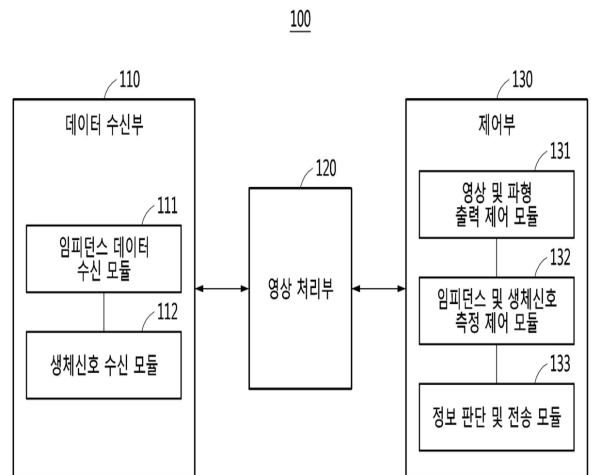 100
110
데이터 수신부
111
임피던스 데이터
수신 모듈
112
생체신호 수신 모듈
120
영상 처리부
130
제어부
131
영상 및 파형
출력 제어 모듈
132
임피던스 및 생체신호
측정 제어 모듈
133
정보 판단 및 전송 모듈